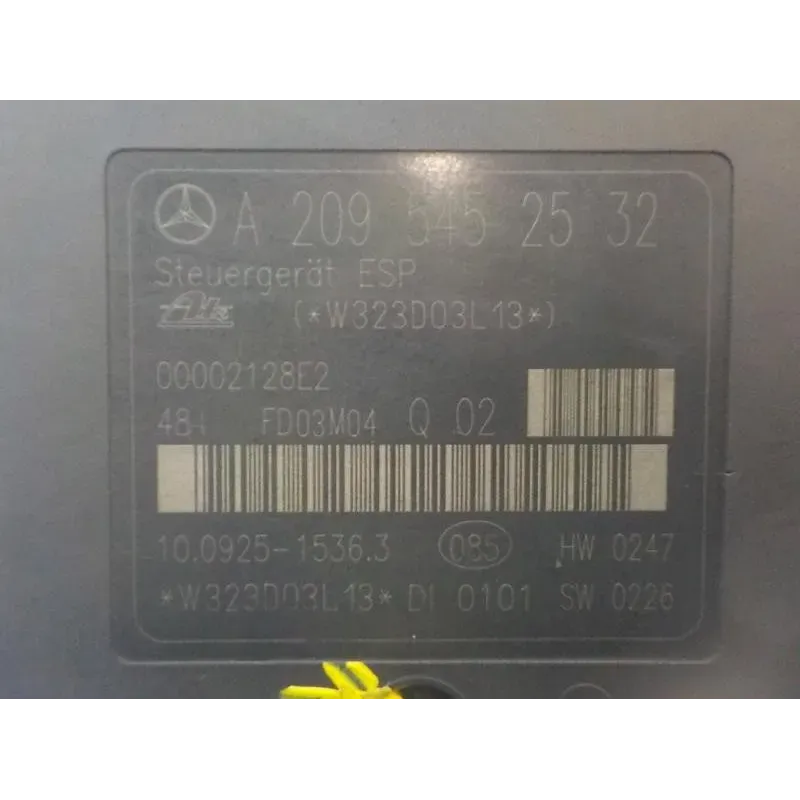 A 209 545 25 32
Steuergerät ESP
Ate (*W323D03L13*)
00002128E2
FD03M04 Q 02
10.0925-1536.3 085 HW 0247
*W323D03L13* DI 0101 SW 0226